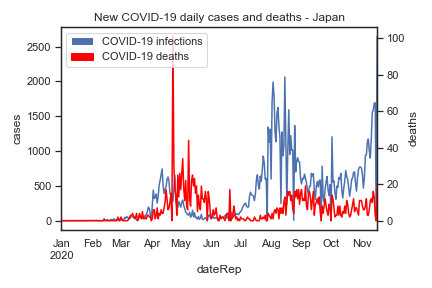 New COVID-19 daily cases and deaths - Japan
COVID-19 infections
COVID-19 deaths
2500
2000
1500
1000
500
0
cases
100
80
60
40
20
0
deaths
Jan Feb Mar Apr May Jun Jul Aug Sep Oct Nov
2020
dateRep